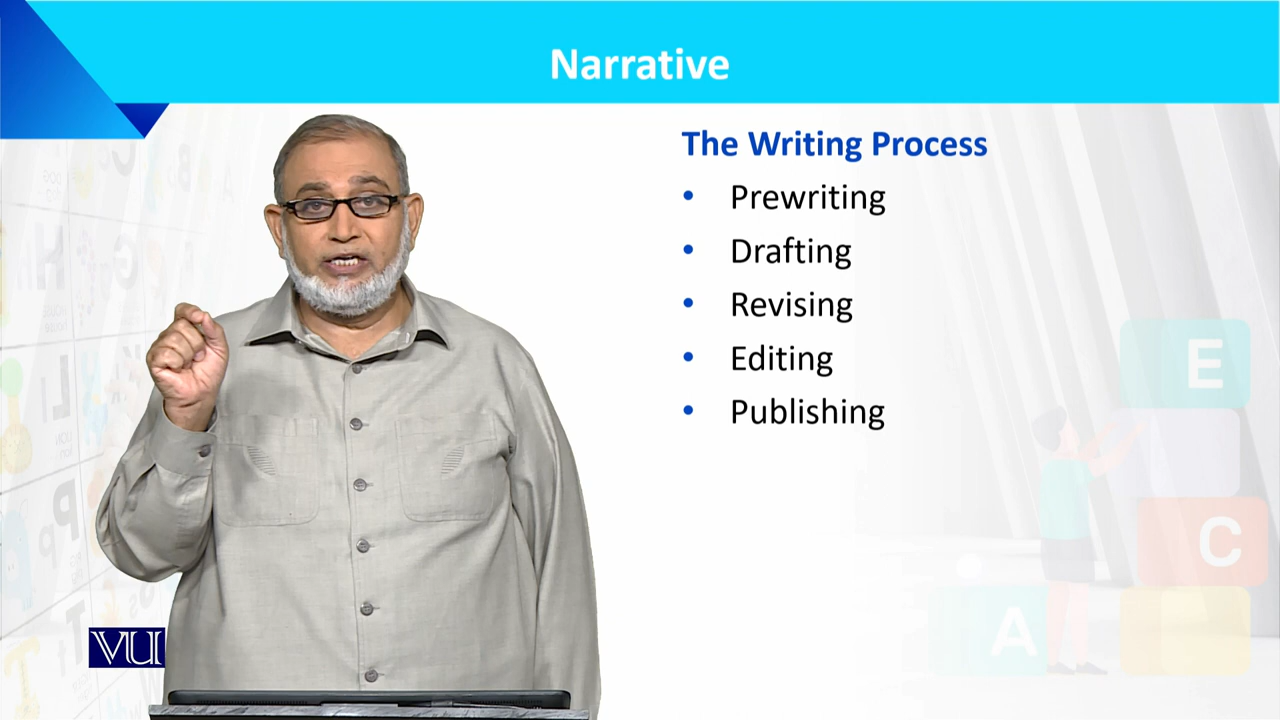 Narrative
The Writing Process
• Prewriting
• Drafting
• Revising
• Editing
• Publishing
E
C
A
VU